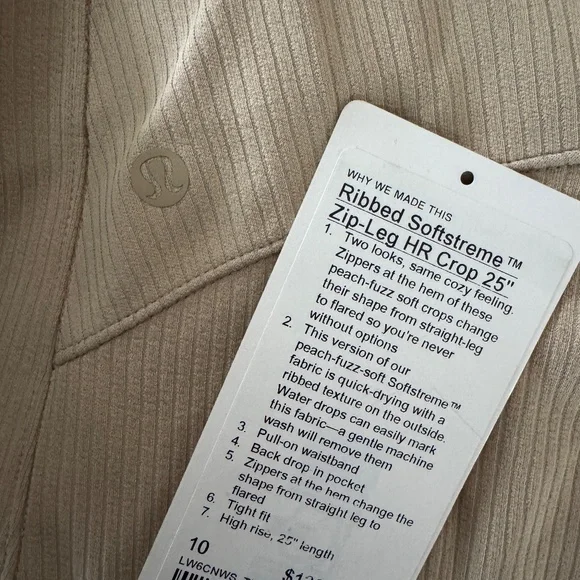 WHY WE MADE THIS
Ribbed Softstreme™
Zip-Leg HR Crop 25"
1. Two looks, same cozy feeling.
Zippers at the hem of these
peach-fuzz soft crops change
their shape from straight-leg
to flared so you're never
without options
2. This version of our
peach-fuzz-soft Softstreme™
fabric is quick-drying with a
ribbed texture on the outside.
Water drops can easily mark
this fabric—a gentle machine
wash will remove them
3. Pull-on waistband
4. Back drop in pocket
5. Zippers at the hem change the
shape from straight leg to
flared
6. Tight fit
7. High rise, 25" length
10
LW6CNWS